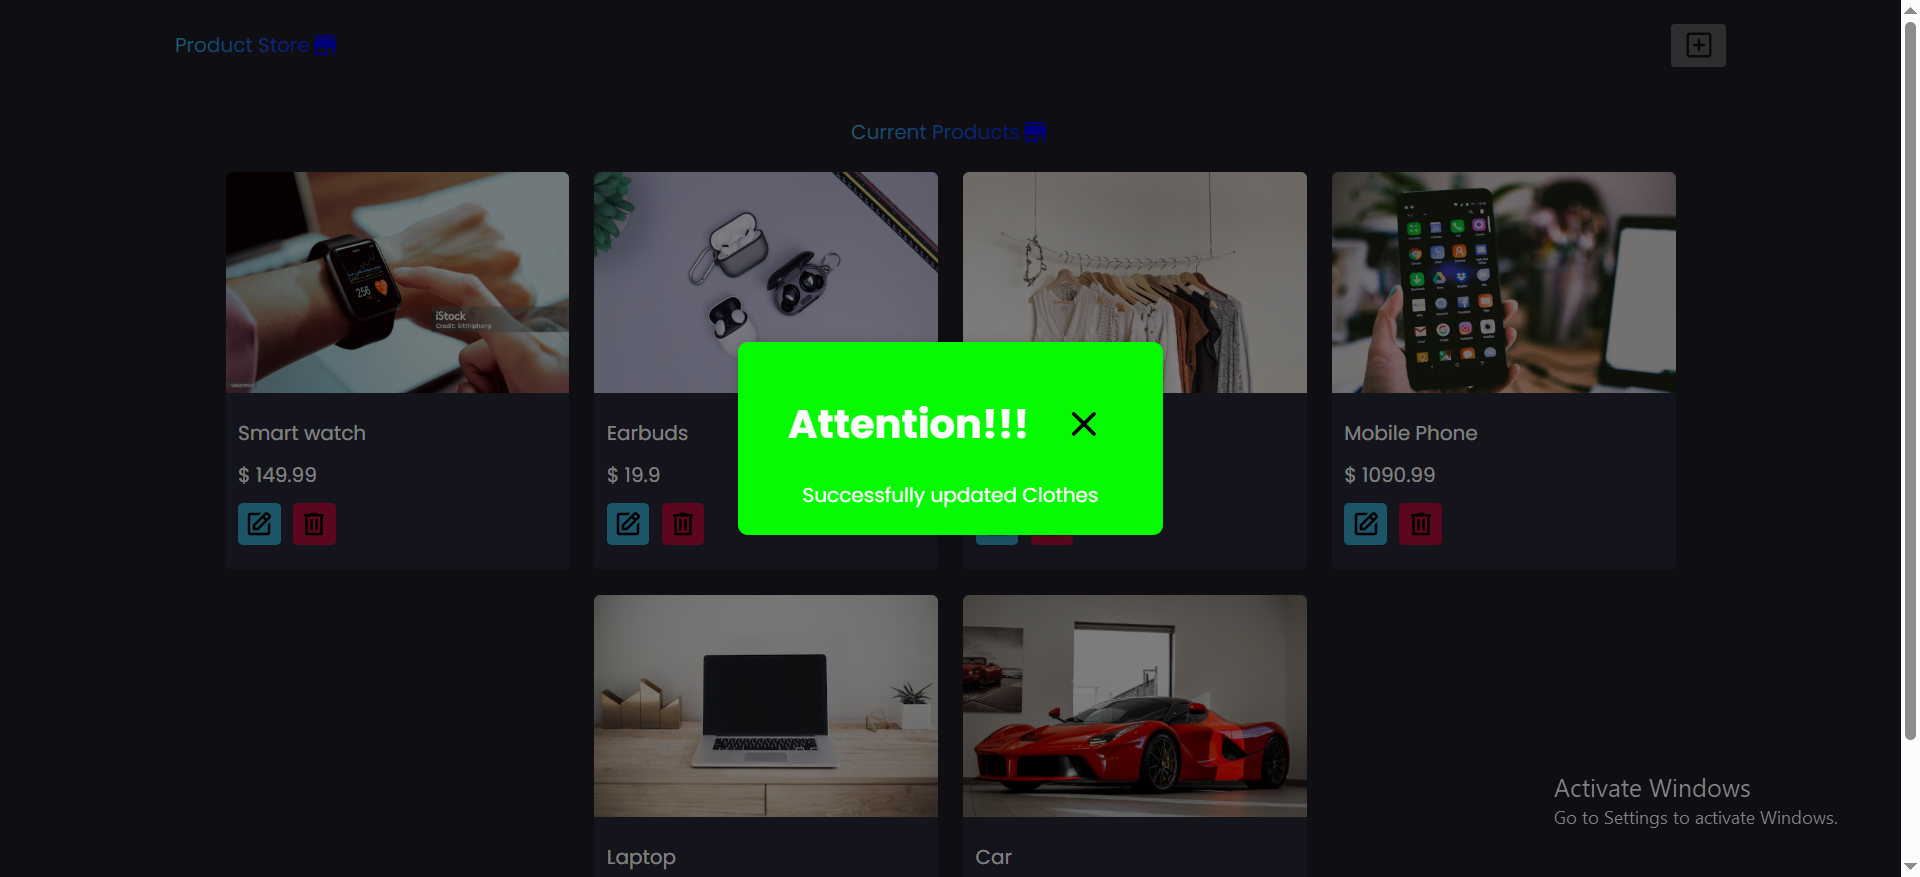 Product Store
Current Products
256
iStock
Credit: Sitthiphong
Attention!!!
Successfully updated Clothes
Smart watch
$ 149.99
Earbuds
$ 19.9
Mobile Phone
$ 1090.99
Laptop
Car
Activate Windows
Go to Settings to activate Windows.